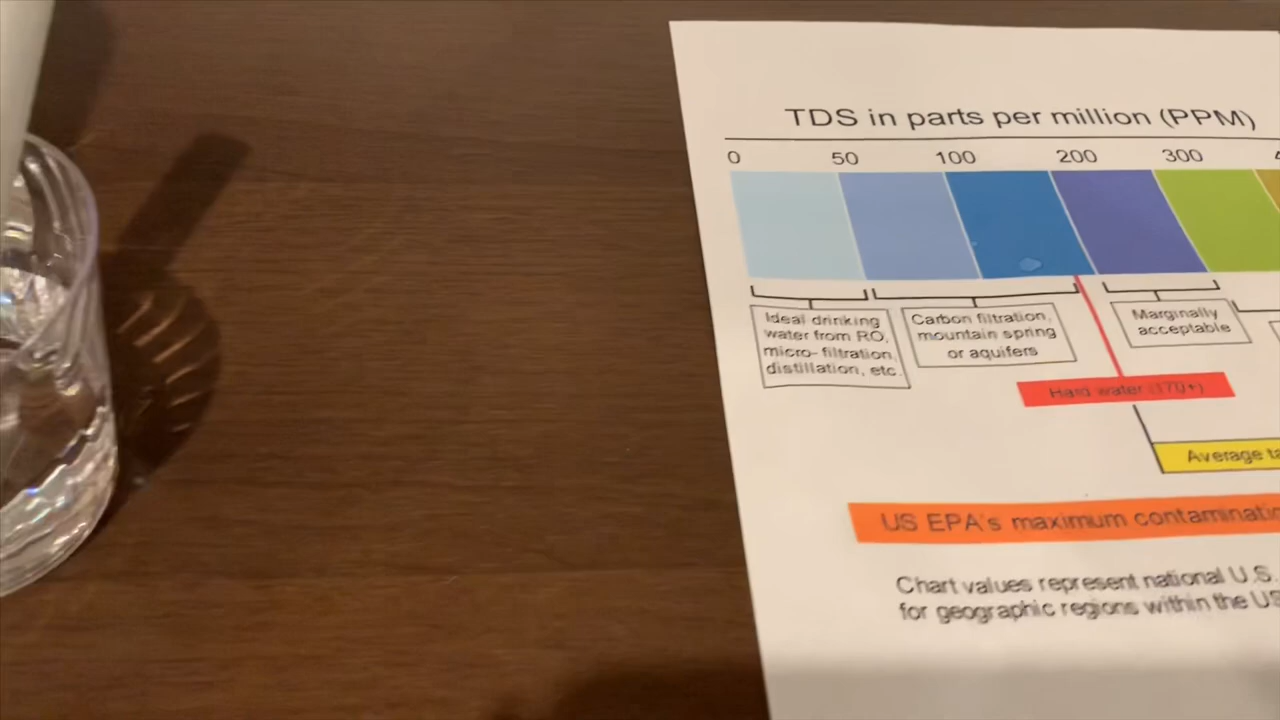 TDS in parts per million (PPM)
0 50 100 200 300
Ideal drinking
water from RO,
micro- filtration,
distillation, etc.
Carbon filtration,
mountain spring
or aquifers
Marginally
acceptable
Hard water (170+)
Average
US EPA's maximum
Chart values represent national U.S.
for geographic regions within the US